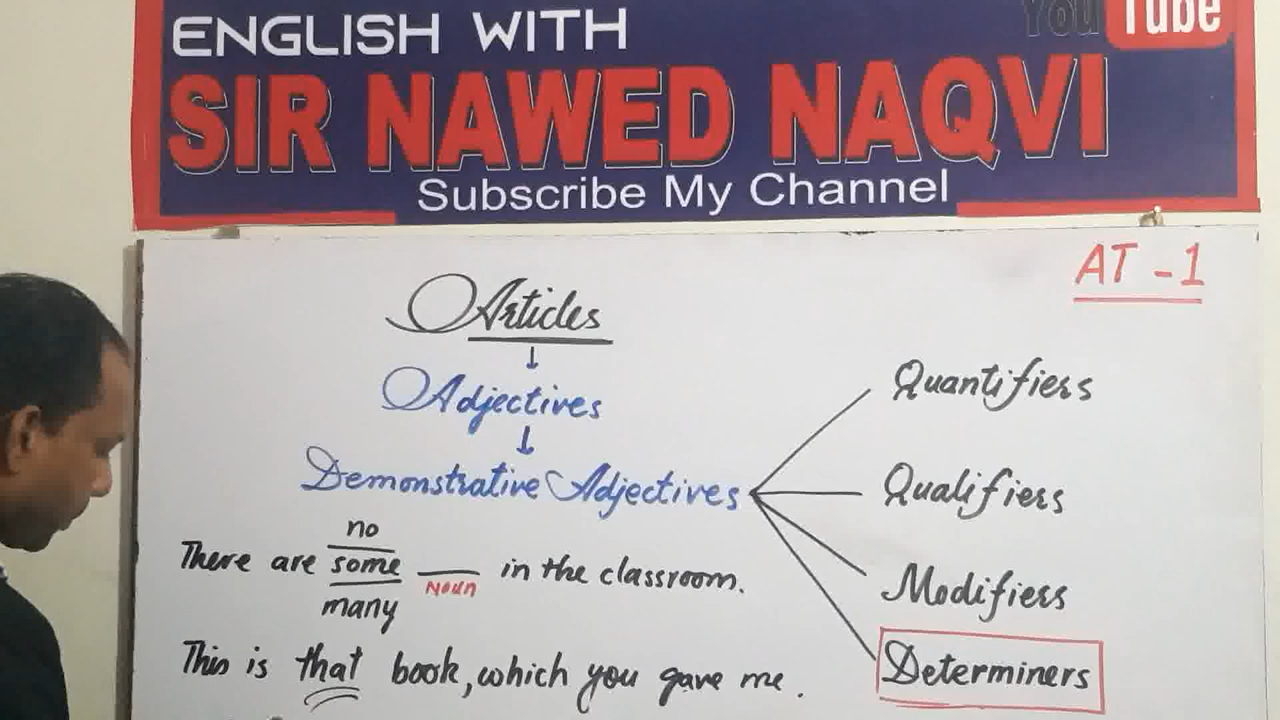 ENGLISH WITH
YouTube
SIR NAWED NAQVI
Subscribe My Channel
AT - 1
Articles
↓
Adjectives
↓
Demonstrative Adjectives
Quantifiers
Qualifiers
Modifiers
Determiners
no
There are some ___ in the classroom.
Noun
many
This is that book, which you gave me.